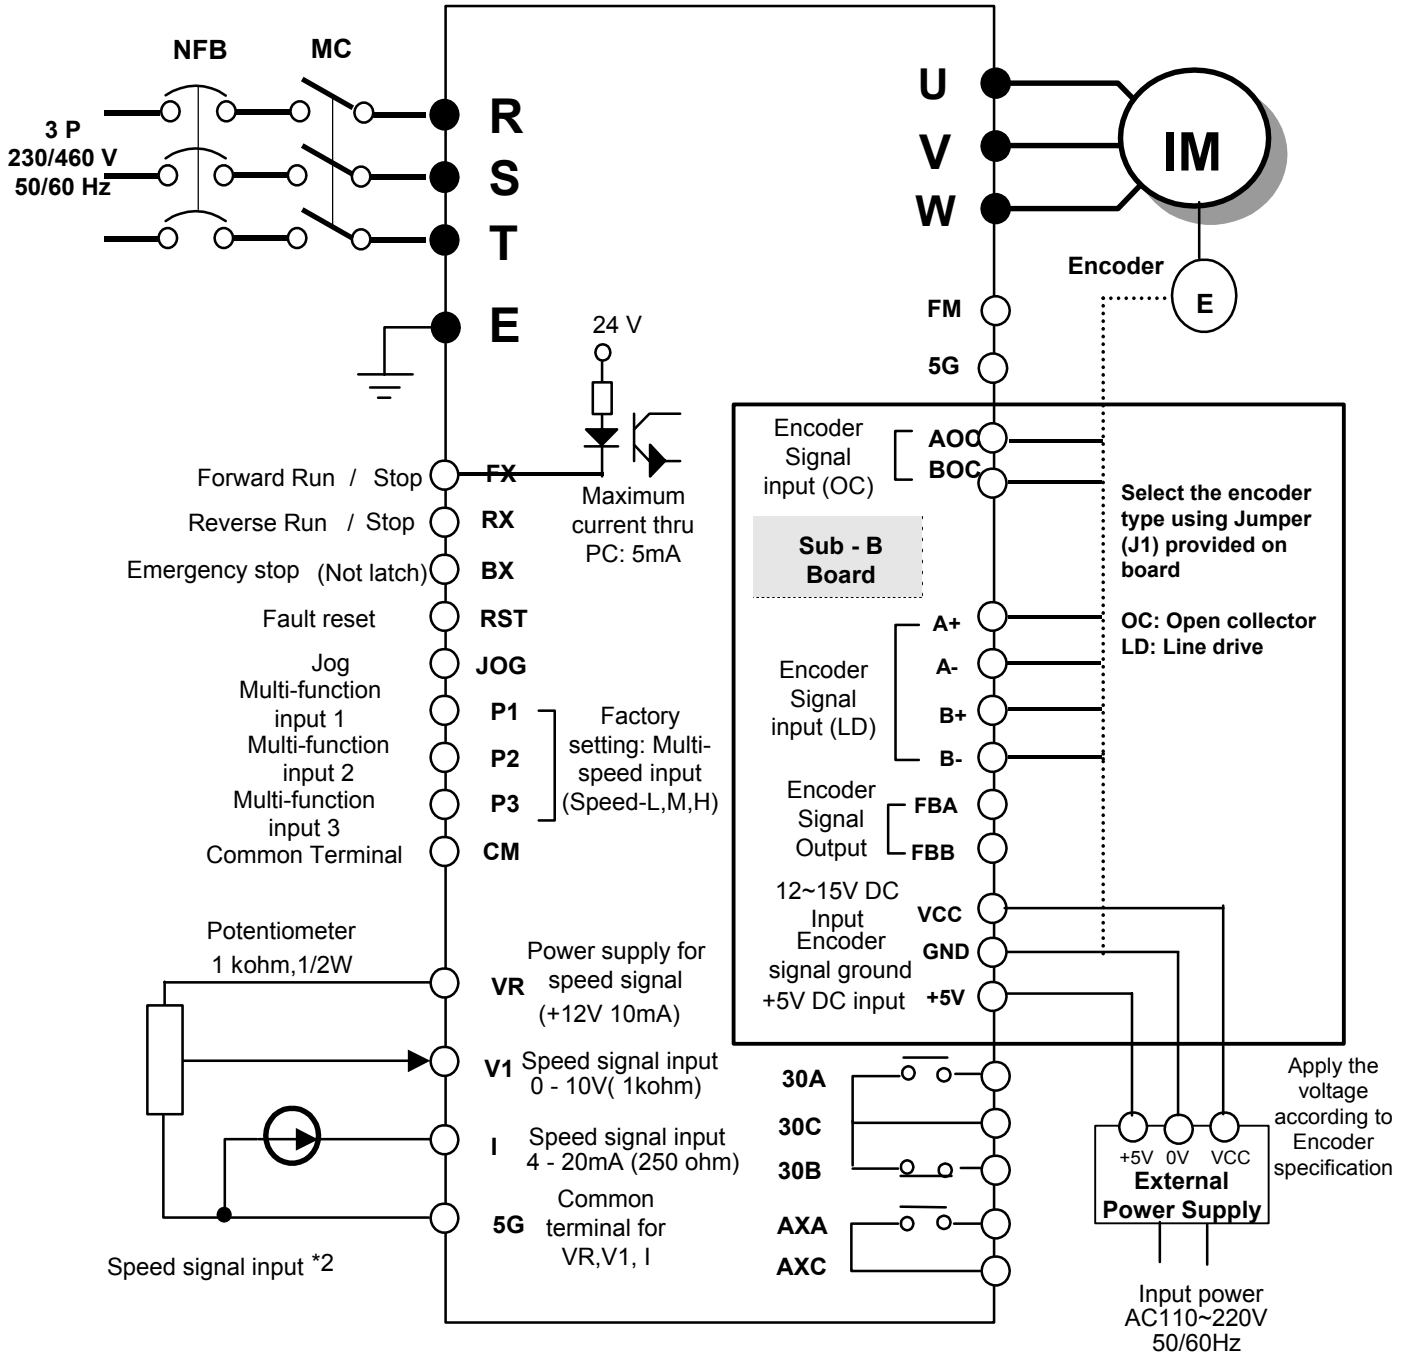 NFB
MC
3 P
230/460 V
50/60 Hz
R
S
T
E
U
V
W
IM
Encoder
E
FM
5G
24 V
Maximum
current thru
PC: 5mA
Forward Run / Stop
FX
Reverse Run / Stop
RX
Emergency stop (Not latch)
BX
Fault reset
RST
Jog
JOG
Multi-function
input 1
P1
Multi-function
input 2
P2
Multi-function
input 3
P3
Common Terminal
CM
Factory
setting: Multi-
speed input
(Speed-L,M,H)
Potentiometer
1 kohm,1/2W
VR
Power supply for
speed signal
(+12V 10mA)
V1
Speed signal input
0 - 10V( 1kohm)
I
Speed signal input
4 - 20mA (250 ohm)
5G
Common
terminal for
VR,V1, I
Speed signal input *2
Encoder
Signal
input (OC)
AOC
BOC
Sub - B
Board
Select the encoder
type using Jumper
(J1) provided on
board
OC: Open collector
LD: Line drive
Encoder
Signal
input (LD)
A+
A-
B+
B-
Encoder
Signal
Output
FBA
FBB
12~15V DC
Input
VCC
Encoder
signal ground
GND
+5V DC input
+5V
30A
30C
30B
AXA
AXC
Apply the
voltage
according to
Encoder
specification
+5V
0V
VCC
External
Power Supply
Input power
AC110~220V
50/60Hz